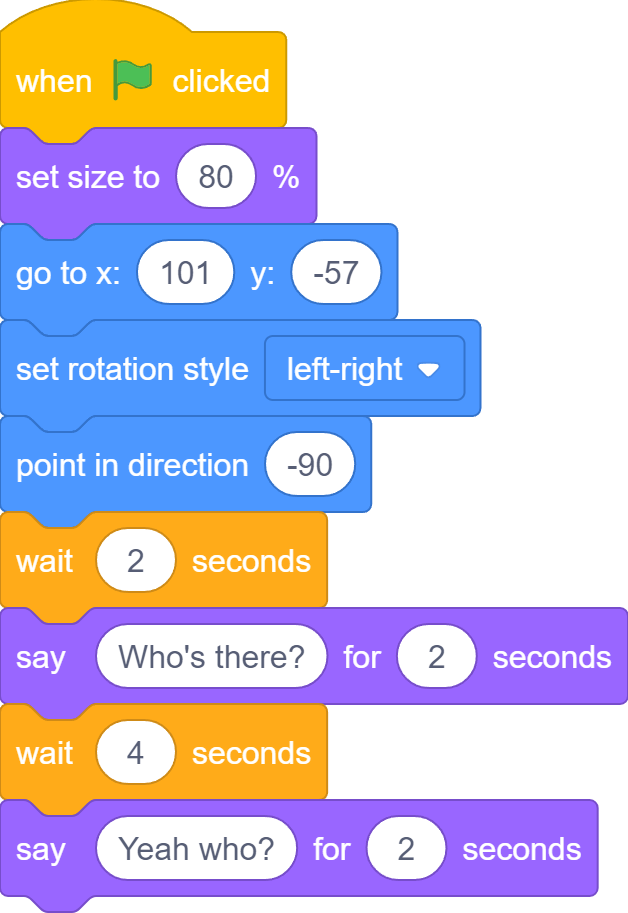 when clicked
set size to 80 %
go to x: 101 y: -57
set rotation style left-right
point in direction -90
wait 2 seconds
say Who's there? for 2 seconds
wait 4 seconds
say Yeah who? for 2 seconds